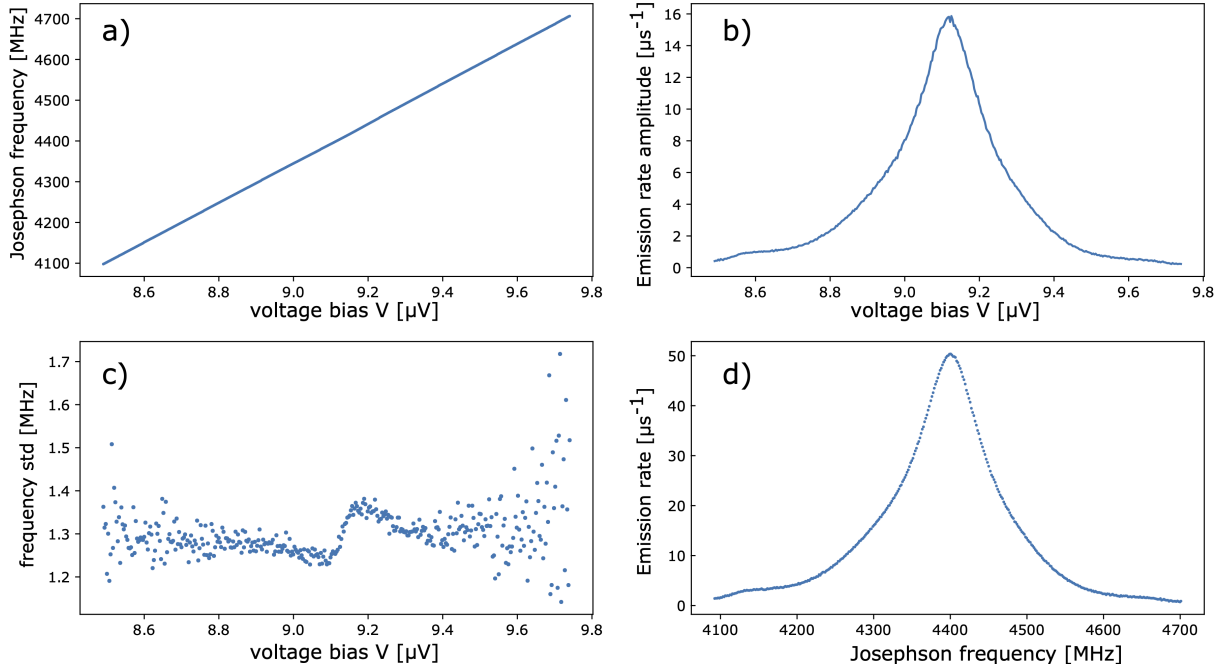 a)
Josephson frequency [MHz]
4700
4600
4500
4400
4300
4200
4100
8.6 8.8 9.0 9.2 9.4 9.6 9.8
voltage bias V [µV]
b)
Emission rate amplitude [µs⁻¹]
16
14
12
10
8
6
4
2
0
8.6 8.8 9.0 9.2 9.4 9.6 9.8
voltage bias V [µV]
c)
frequency std [MHz]
1.7
1.6
1.5
1.4
1.3
1.2
8.6 8.8 9.0 9.2 9.4 9.6 9.8
voltage bias V [µV]
d)
Emission rate [µs⁻¹]
50
40
30
20
10
0
4100 4200 4300 4400 4500 4600 4700
Josephson frequency [MHz]